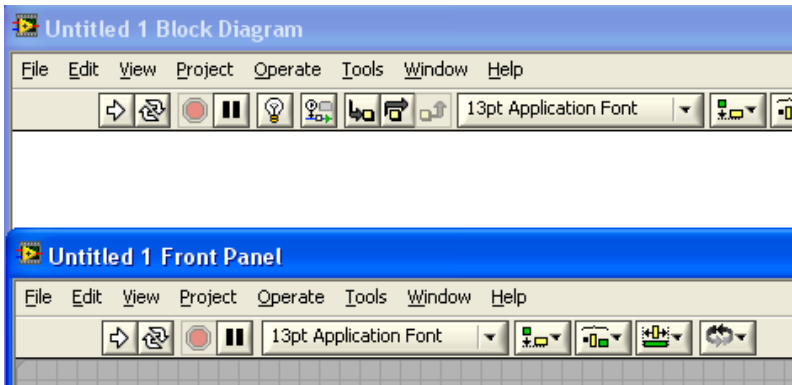 Untitled 1 Block Diagram
File Edit View Project Operate Tools Window Help
13pt Application Font
Untitled 1 Front Panel
File Edit View Project Operate Tools Window Help
13pt Application Font